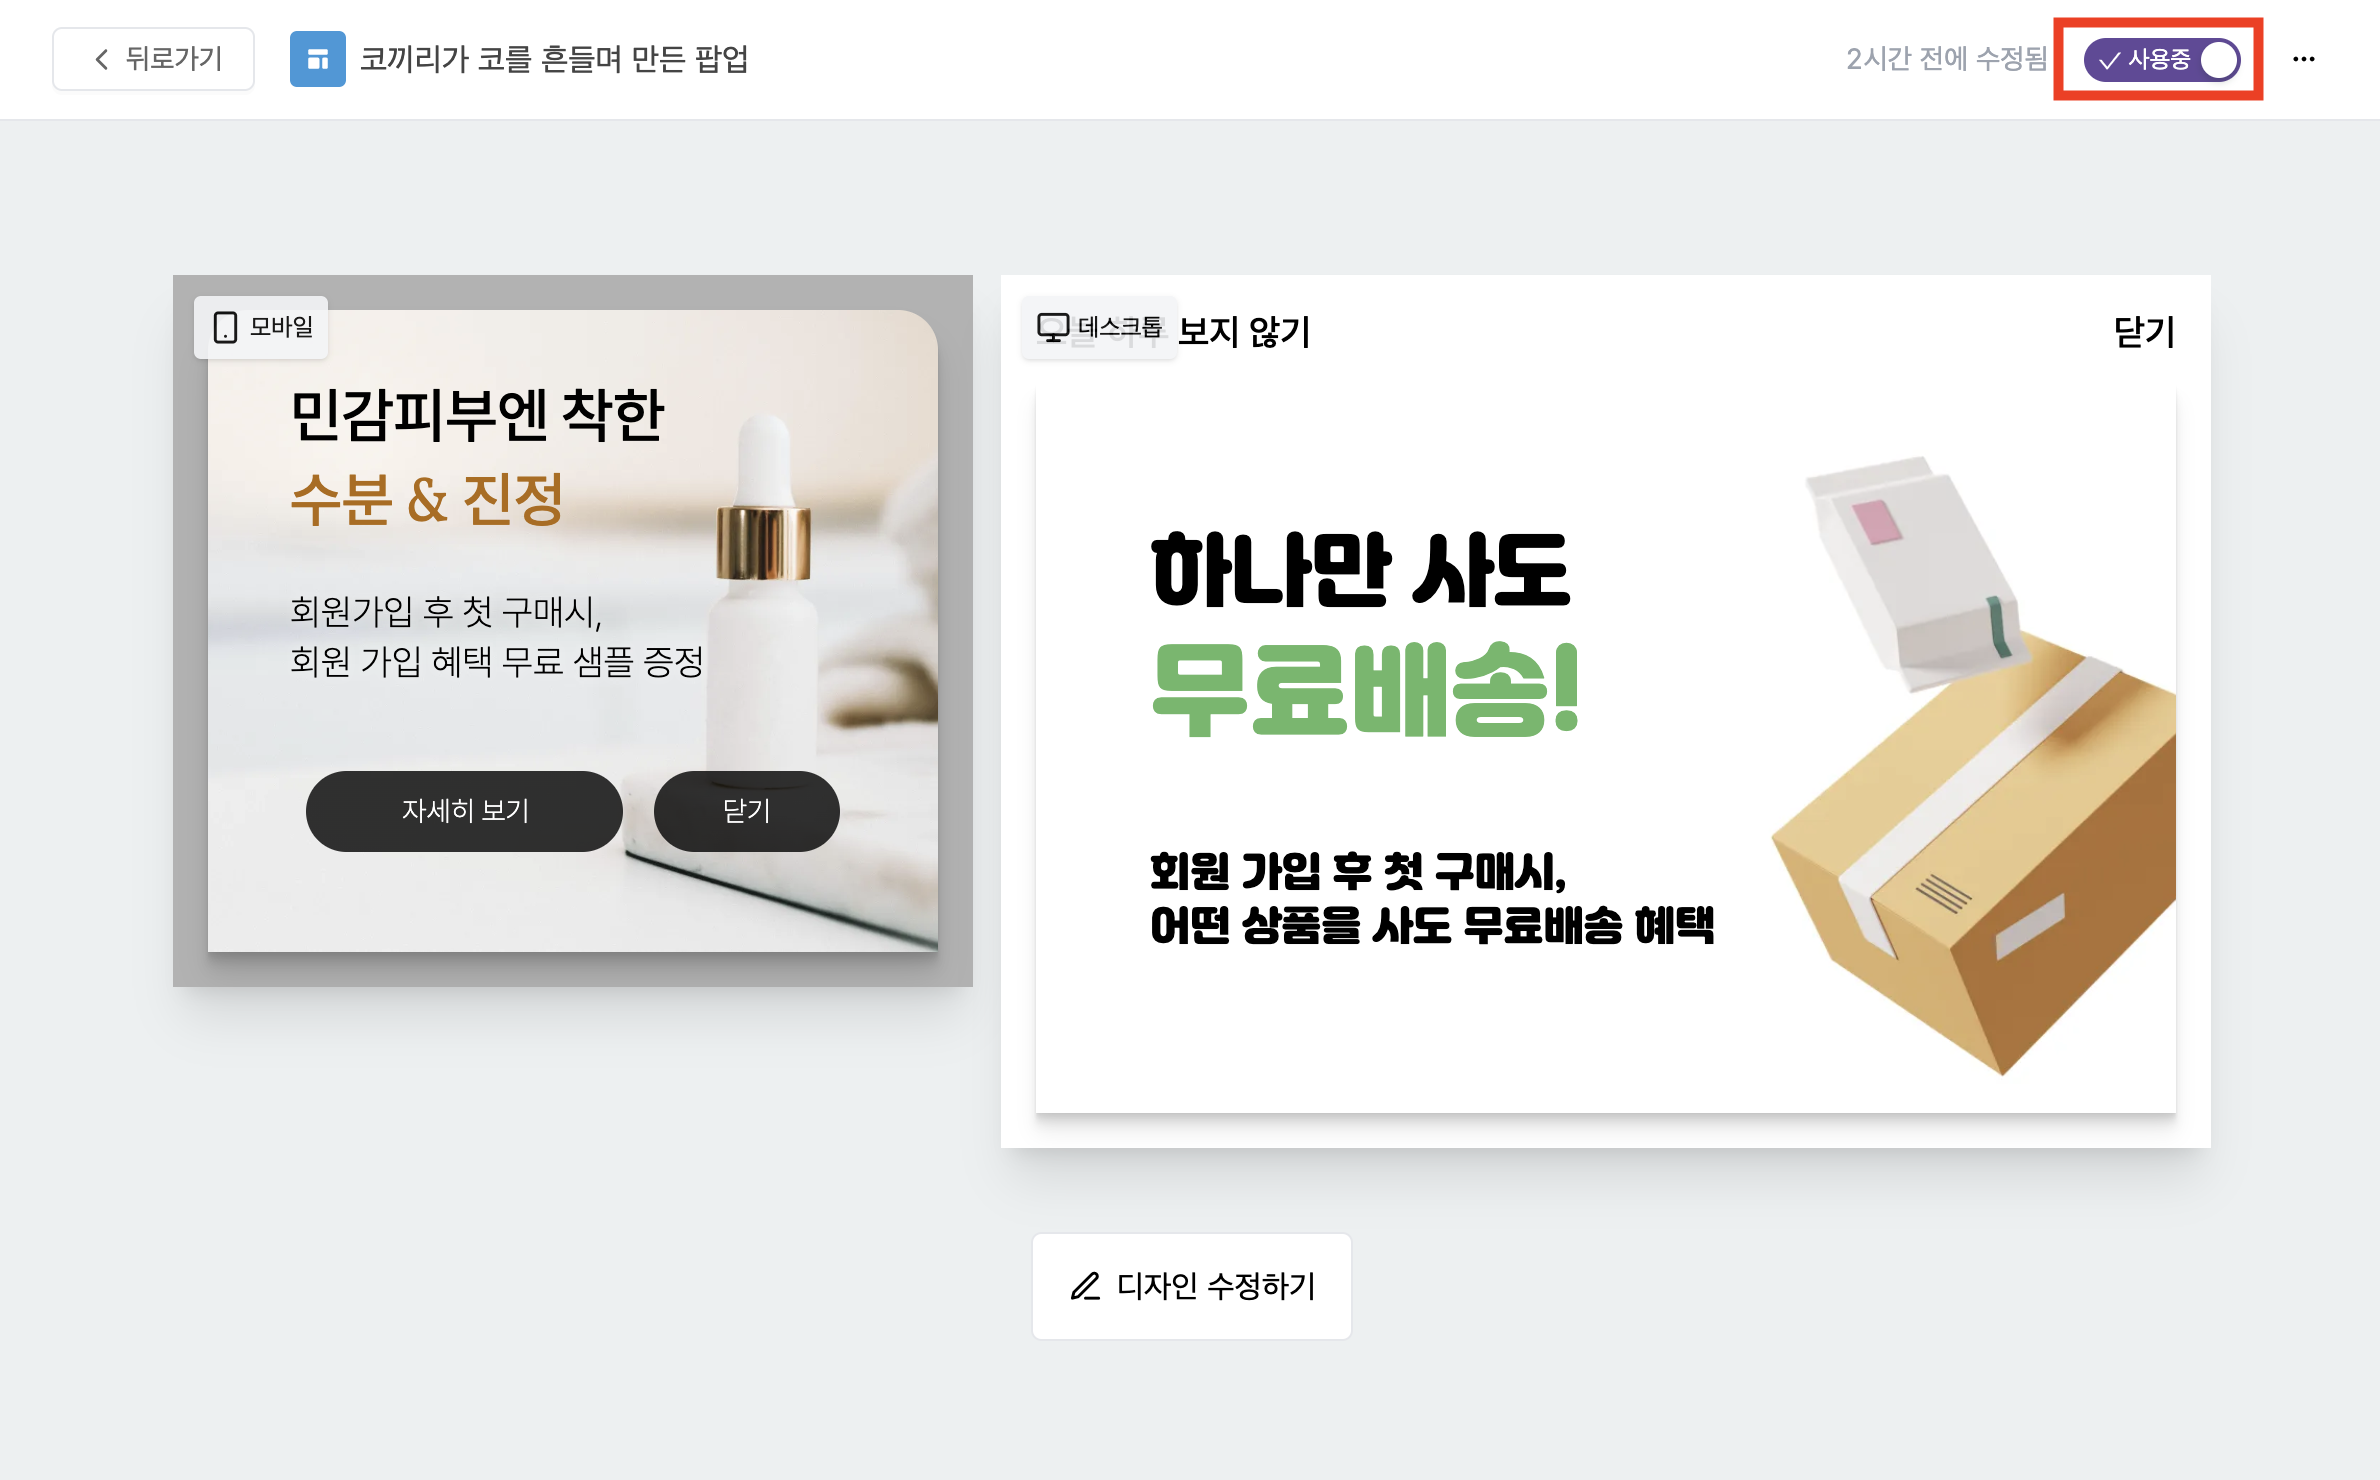 뒤로가기
코끼리가 코를 흔들며 만든 팝업
2시간 전에 수정됨
사용중
모바일
민감피부엔 착한
수분 & 진정
회원가입 후 첫 구매시,
회원 가입 혜택 무료 샘플 증정
자세히 보기
닫기
데스크톱
오늘 하루 보지 않기
닫기
하나만 사도
무료배송!
회원 가입 후 첫 구매시,
어떤 상품을 사도 무료배송 혜택
디자인 수정하기